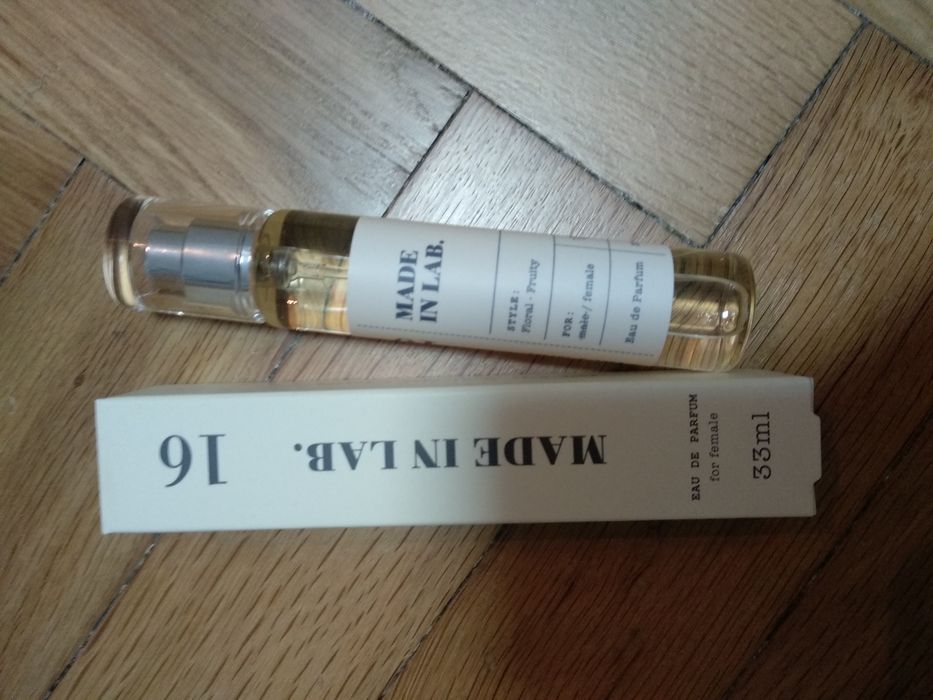 MADE
IN LAB.
STYLE:
Floral - Fruity
FOR:
male / female
Eau de Parfum
16
MADE IN LAB.
EAU DE PARFUM
for female
33ml